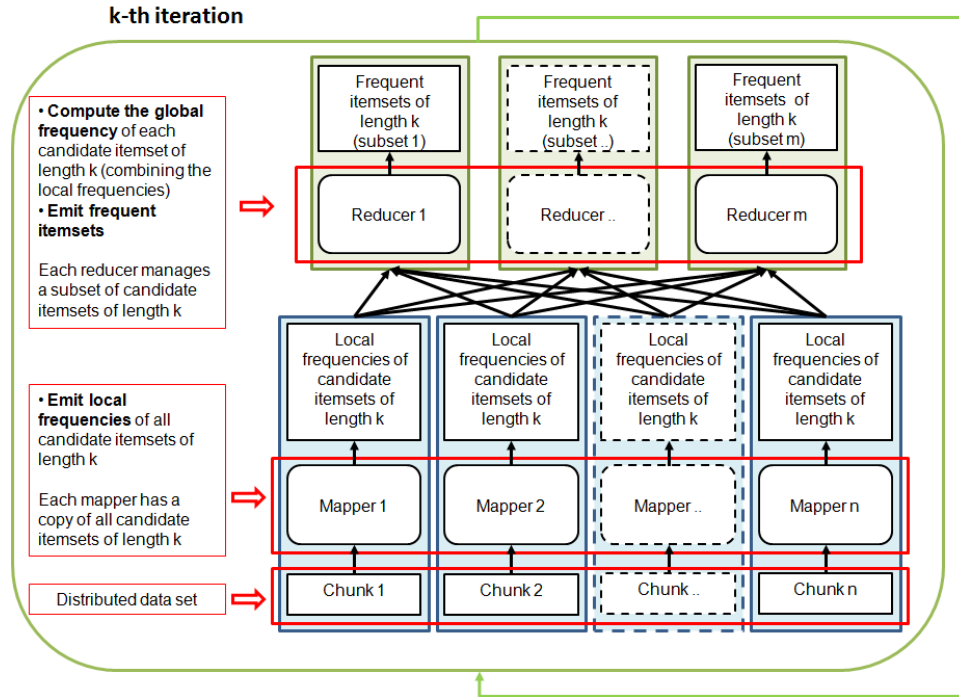 k-th iteration
• Compute the global
frequency of each
candidate itemset of
length k (combining the
local frequencies)
• Emit frequent
itemsets
Each reducer manages
a subset of candidate
itemsets of length k
Frequent
itemsets of
length k
(subset 1)
Frequent
itemsets of
length k
(subset ..)
Frequent
itemsets of
length k
(subset m)
Reducer 1
Reducer ..
Reducer m
• Emit local
frequencies of all
candidate itemsets of
length k
Each mapper has a
copy of all candidate
itemsets of length k
Local
frequencies of
candidate
itemsets of
length k
Local
frequencies of
candidate
itemsets of
length k
Local
frequencies of
candidate
itemsets of
length k
Local
frequencies of
candidate
itemsets of
length k
Mapper 1
Mapper 2
Mapper ..
Mapper n
Distributed data set
Chunk 1
Chunk 2
Chunk ..
Chunk n